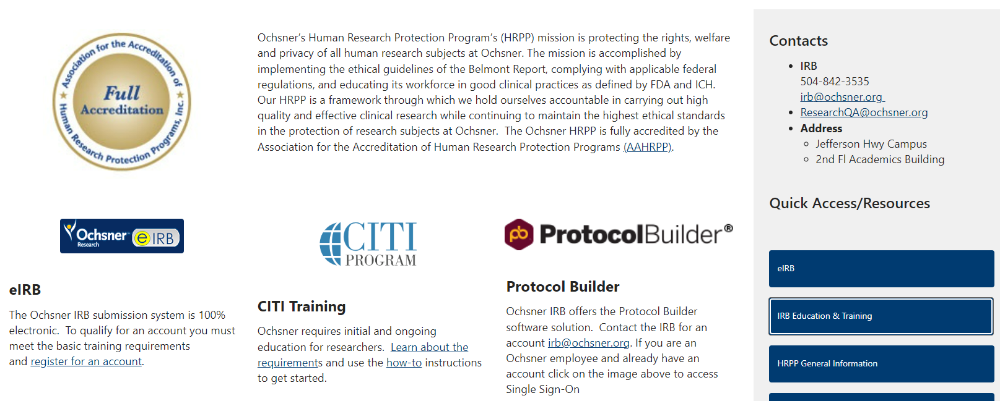 Association for the Accreditation of
Human Research Protection Programs, Inc.
Full
Accreditation
Ochsner’s Human Research Protection Program’s (HRPP) mission is protecting the rights, welfare
and privacy of all human research subjects at Ochsner. The mission is accomplished by
implementing the ethical guidelines of the Belmont Report, complying with applicable federal
regulations, and educating its workforce in good clinical practices as defined by FDA and ICH.
Our HRPP is a framework through which we hold ourselves accountable in carrying out high
quality and effective clinical research while continuing to maintain the highest ethical standards
in the protection of research subjects at Ochsner.  The Ochsner HRPP is fully accredited by the
Association for the Accreditation of Human Research Protection Programs (AAHRPP).
Ochsner™
Research
e IRB
eIRB
The Ochsner IRB submission system is 100%
electronic.  To qualify for an account you must
meet the basic training requirements
and register for an account.
CITI
PROGRAM
CITI Training
Ochsner requires initial and ongoing
education for researchers.  Learn about the
requirements and use the how-to instructions
to get started.
pb ProtocolBuilder®
Protocol Builder
Ochsner IRB offers the Protocol Builder
software solution.  Contact the IRB for an
account irb@ochsner.org. If you are an
Ochsner employee and already have an
account click on the image above to access
Single Sign-On
Contacts
• IRB
504-842-3535
irb@ochsner.org
• ResearchQA@ochsner.org
• Address
◦ Jefferson Hwy Campus
◦ 2nd Fl Academics Building
Quick Access/Resources
eIRB
IRB Education & Training
HRPP General Information